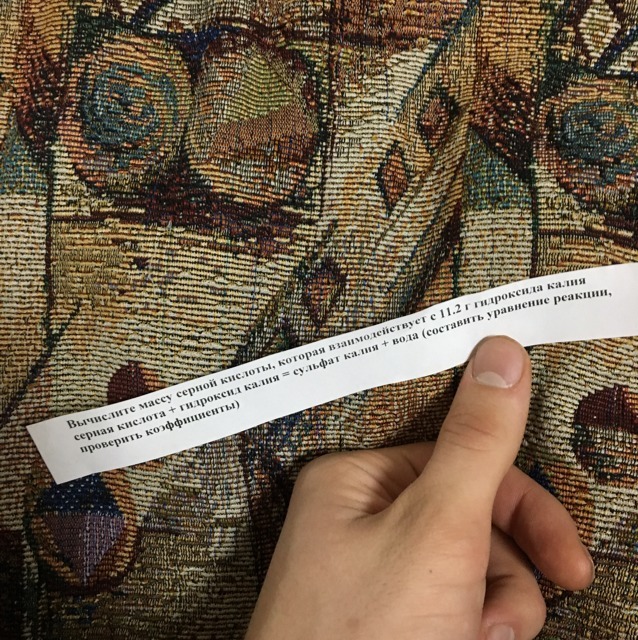 Вычислите массу серной кислоты, которая взаимодействует с 11.2 г гидроксида калия
серная кислота + гидроксид калия = сульфат калия + вода (составить уравнение реакции,
проверить коэффициенты)